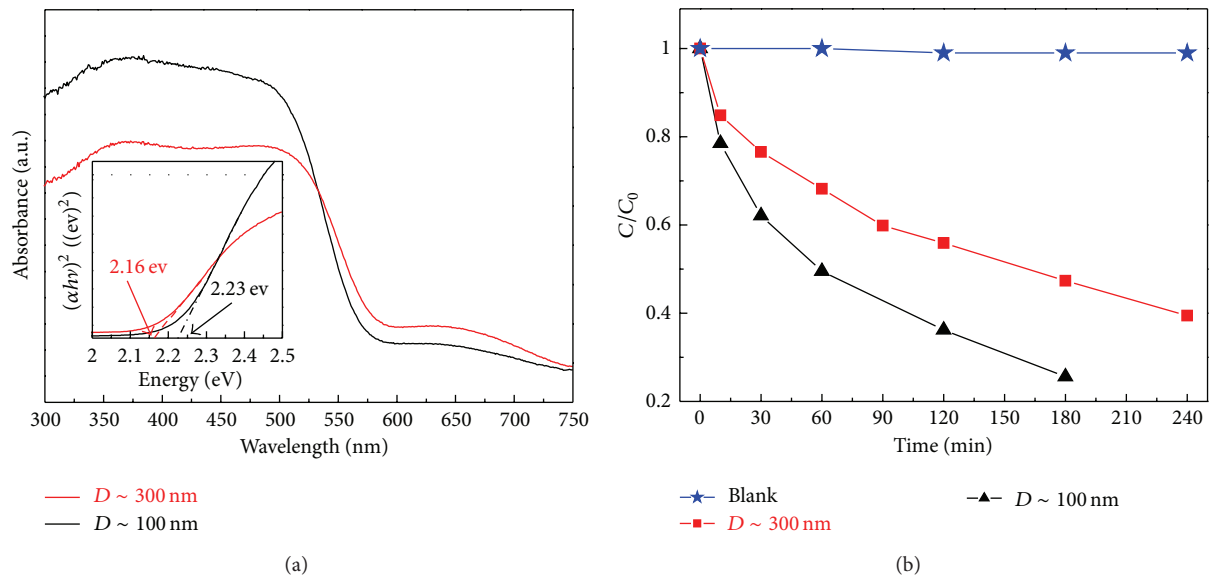 Absorbance (a.u.)
(αhν)² ((ev)²)
2.16 ev
2.23 ev
2 2.1 2.2 2.3 2.4 2.5
Energy (eV)
300 350 400 450 500 550 600 650 700 750
Wavelength (nm)
D ∼ 300 nm
D ∼ 100 nm
(a)
C/C₀
1
0.8
0.6
0.4
0.2
0 30 60 90 120 150 180 210 240
Time (min)
Blank
D ∼ 300 nm
D ∼ 100 nm
(b)